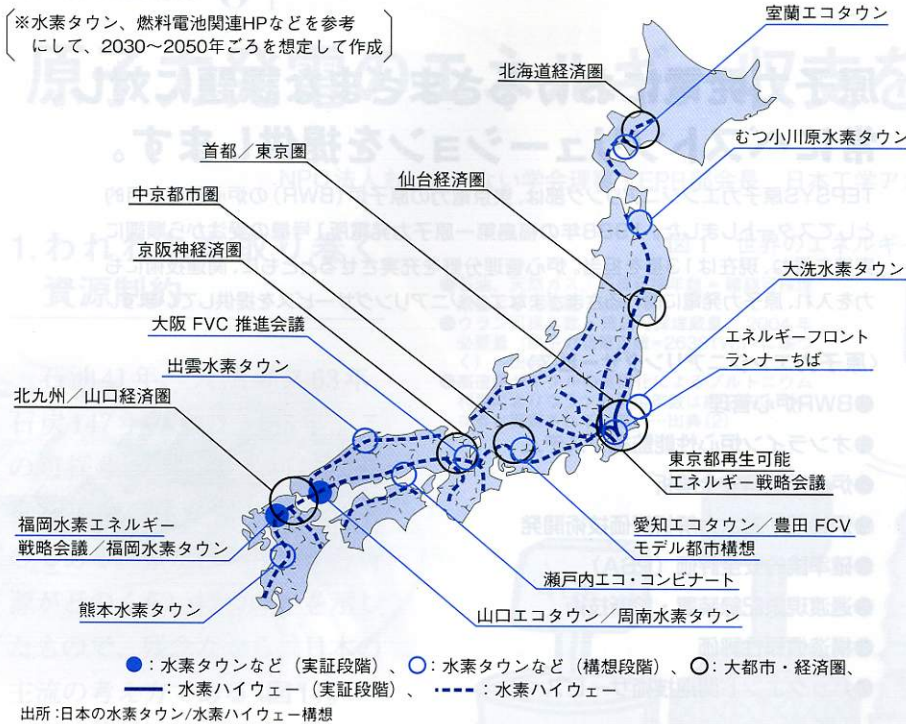 ※水素タウン、燃料電池関連HPなどを参考
にして、2030〜2050年ごろを想定して作成
室蘭エコタウン
北海道経済圏
むつ小川原水素タウン
首都／東京圏
仙台経済圏
中京都市圏
京阪神経済圏
大洗水素タウン
大阪 FVC 推進会議
エネルギーフロント
ランナーちば
出雲水素タウン
北九州／山口経済圏
東京都再生可能
エネルギー戦略会議
福岡水素エネルギー
戦略会議／福岡水素タウン
愛知エコタウン／豊田 FCV
モデル都市構想
瀬戸内エコ・コンビナート
熊本水素タウン
山口エコタウン／周南水素タウン
●：水素タウンなど（実証段階）、○：水素タウンなど（構想段階）、○：大都市・経済圏、
：水素ハイウェー（実証段階）、：水素ハイウェー
出所：日本の水素タウン/水素ハイウェー構想